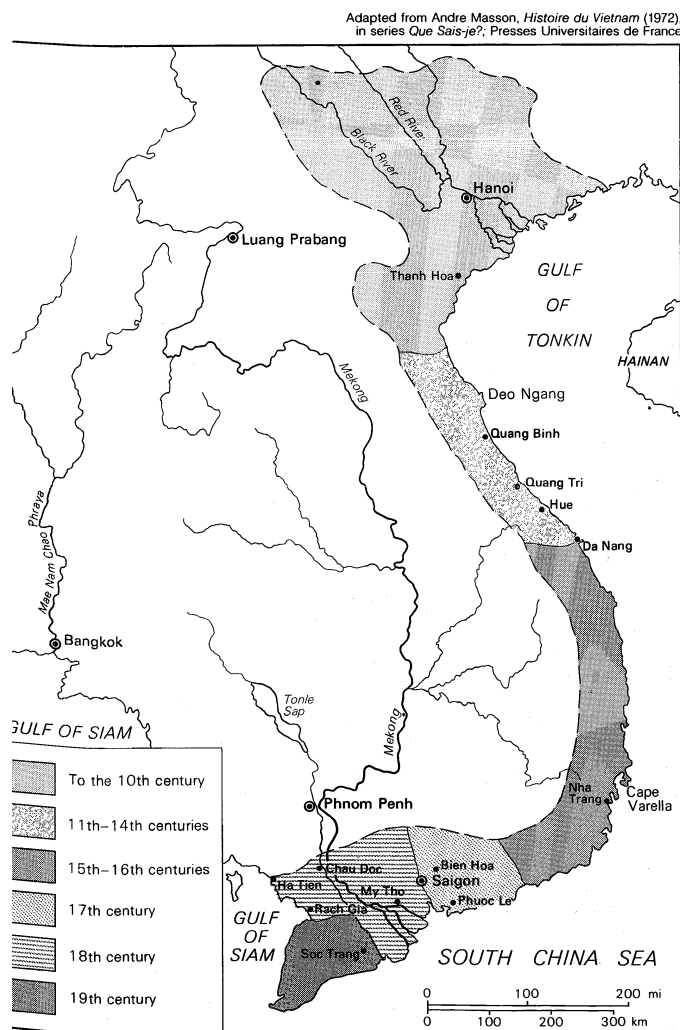 Adapted from Andre Masson, Histoire du Vietnam (1972),
in series Que Sais-je?; Presses Universitaires de France
Red River
Black River
Hanoi
Luang Prabang
Thanh Hoa
GULF
OF
TONKIN
HAINAN
Mekong
Deo Ngang
Quang Binh
Quang Tri
Hue
Da Nang
Mae Nam Chao Phraya
Bangkok
Tonle
Sap
GULF OF SIAM
Mekong
To the 10th century
11th–14th centuries
15th–16th centuries
17th century
18th century
19th century
Phnom Penh
Nha
Trang
Cape
Varella
Chau Doc
Bien Hoa
Ha Tien
My Tho
Saigon
Rach Gia
Phuoc Le
GULF
OF
SIAM
Soc Trang
SOUTH CHINA SEA
0 100 200 mi
0 100 200 300 km